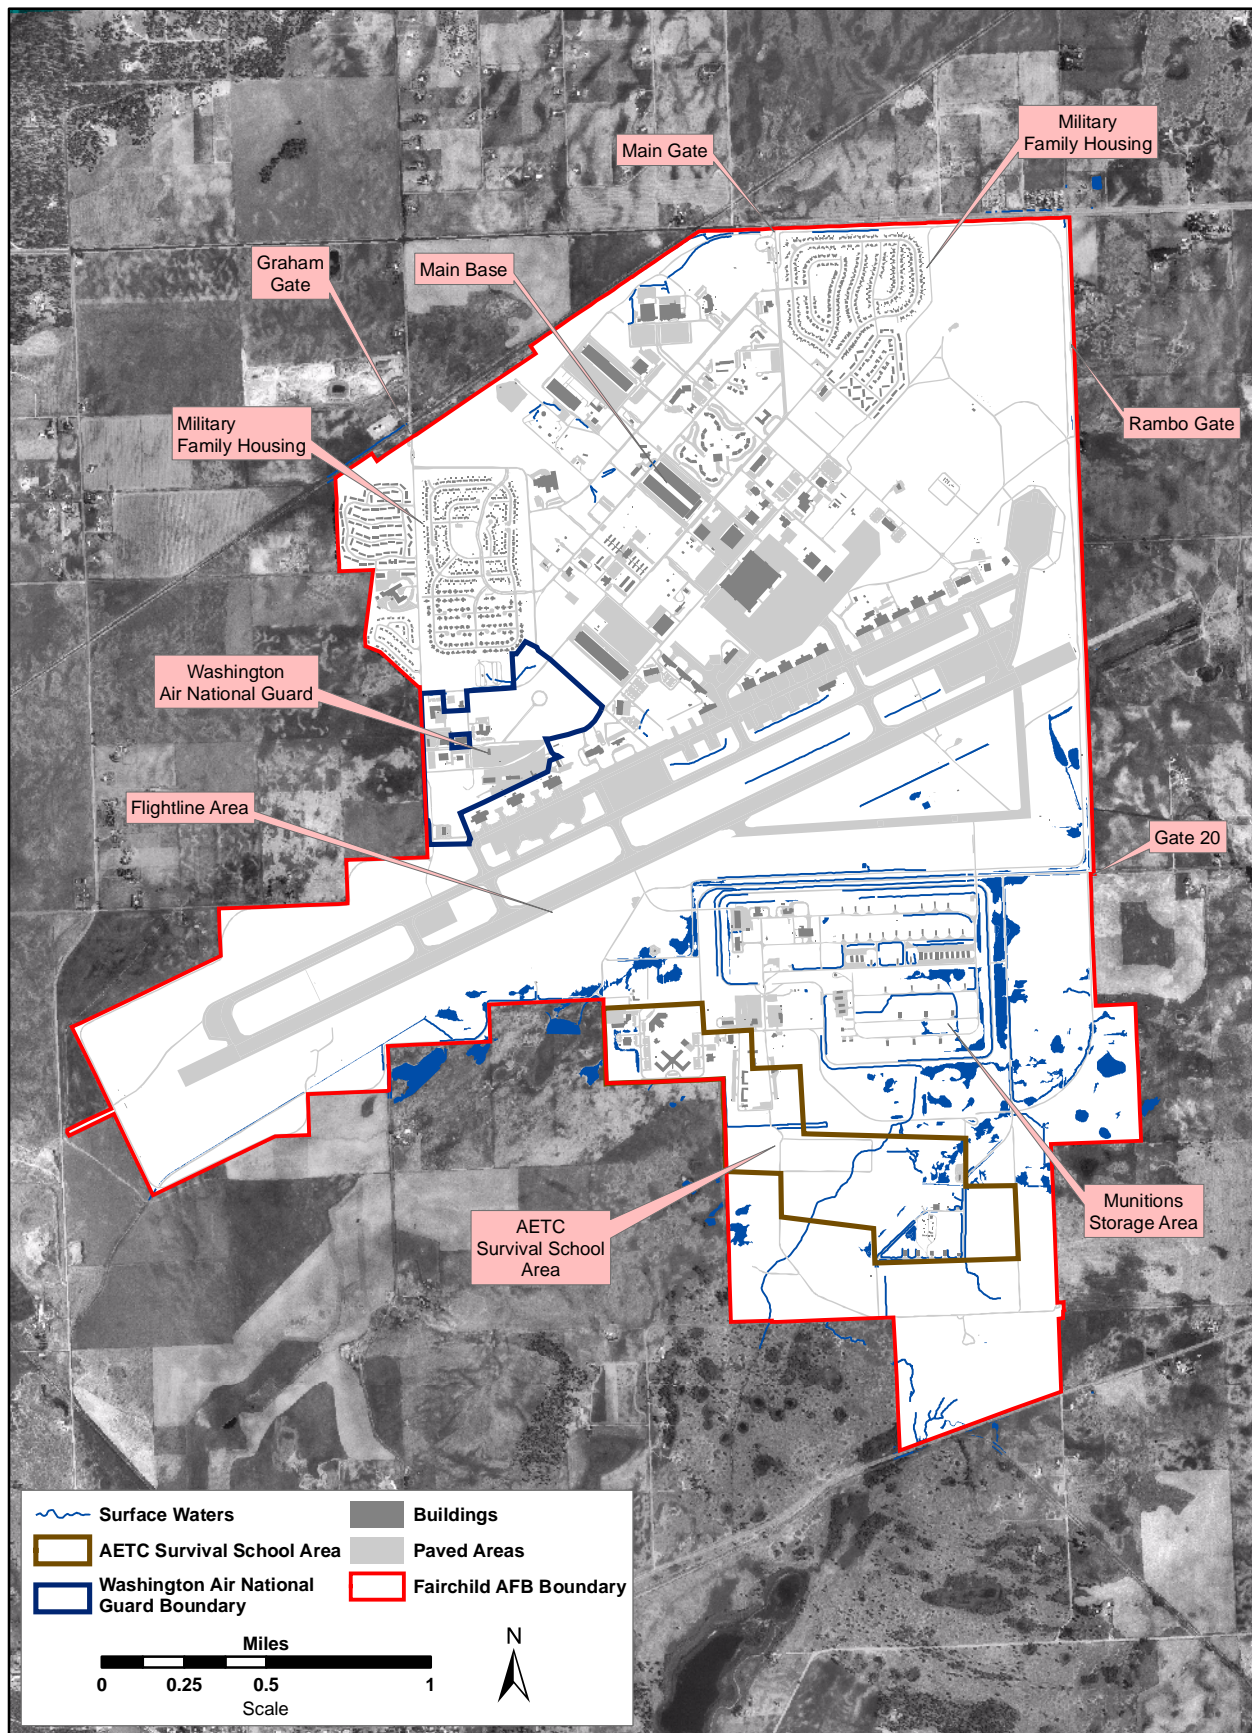 Military
Family Housing
Main Gate
Graham
Gate
Main Base
Military
Family Housing
Rambo Gate
Washington
Air National Guard
Flightline Area
Gate 20
AETC
Survival School
Area
Munitions
Storage Area
Surface Waters
AETC Survival School Area
Washington Air National
Guard Boundary
Buildings
Paved Areas
Fairchild AFB Boundary
Miles
0 0.25 0.5 1
Scale
N